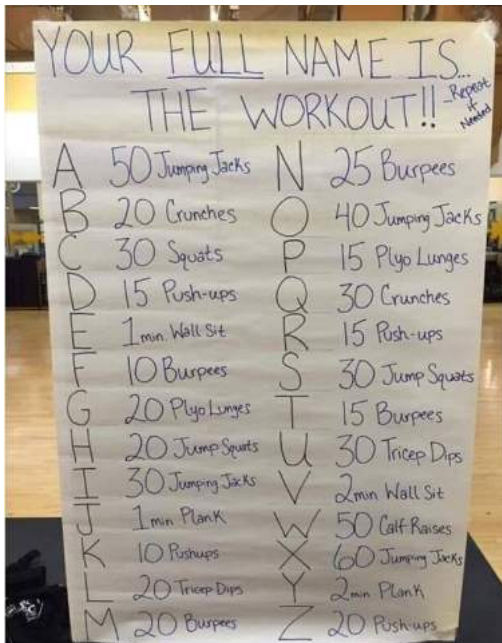 YOUR FULL NAME IS...
THE WORKOUT!! -Repeat if Needed
A 50 Jumping Jacks
B 20 Crunches
C 30 Squats
D 15 Push-ups
E 1 min. Wall Sit
F 10 Burpees
G 20 Plyo Lunges
H 20 Jump Squats
I 30 Jumping Jacks
J 1 min Plank
K 10 Pushups
L 20 Tricep Dips
M 20 Burpees
N 25 Burpees
O 40 Jumping Jacks
P 15 Plyo Lunges
Q 30 Crunches
R 15 Push-ups
S 30 Jump Squats
T 15 Burpees
U 30 Tricep Dips
V 2min Wall Sit
W 50 Calf Raises
X 60 Jumping Jacks
Y 2min Plank
Z 20 Push-ups